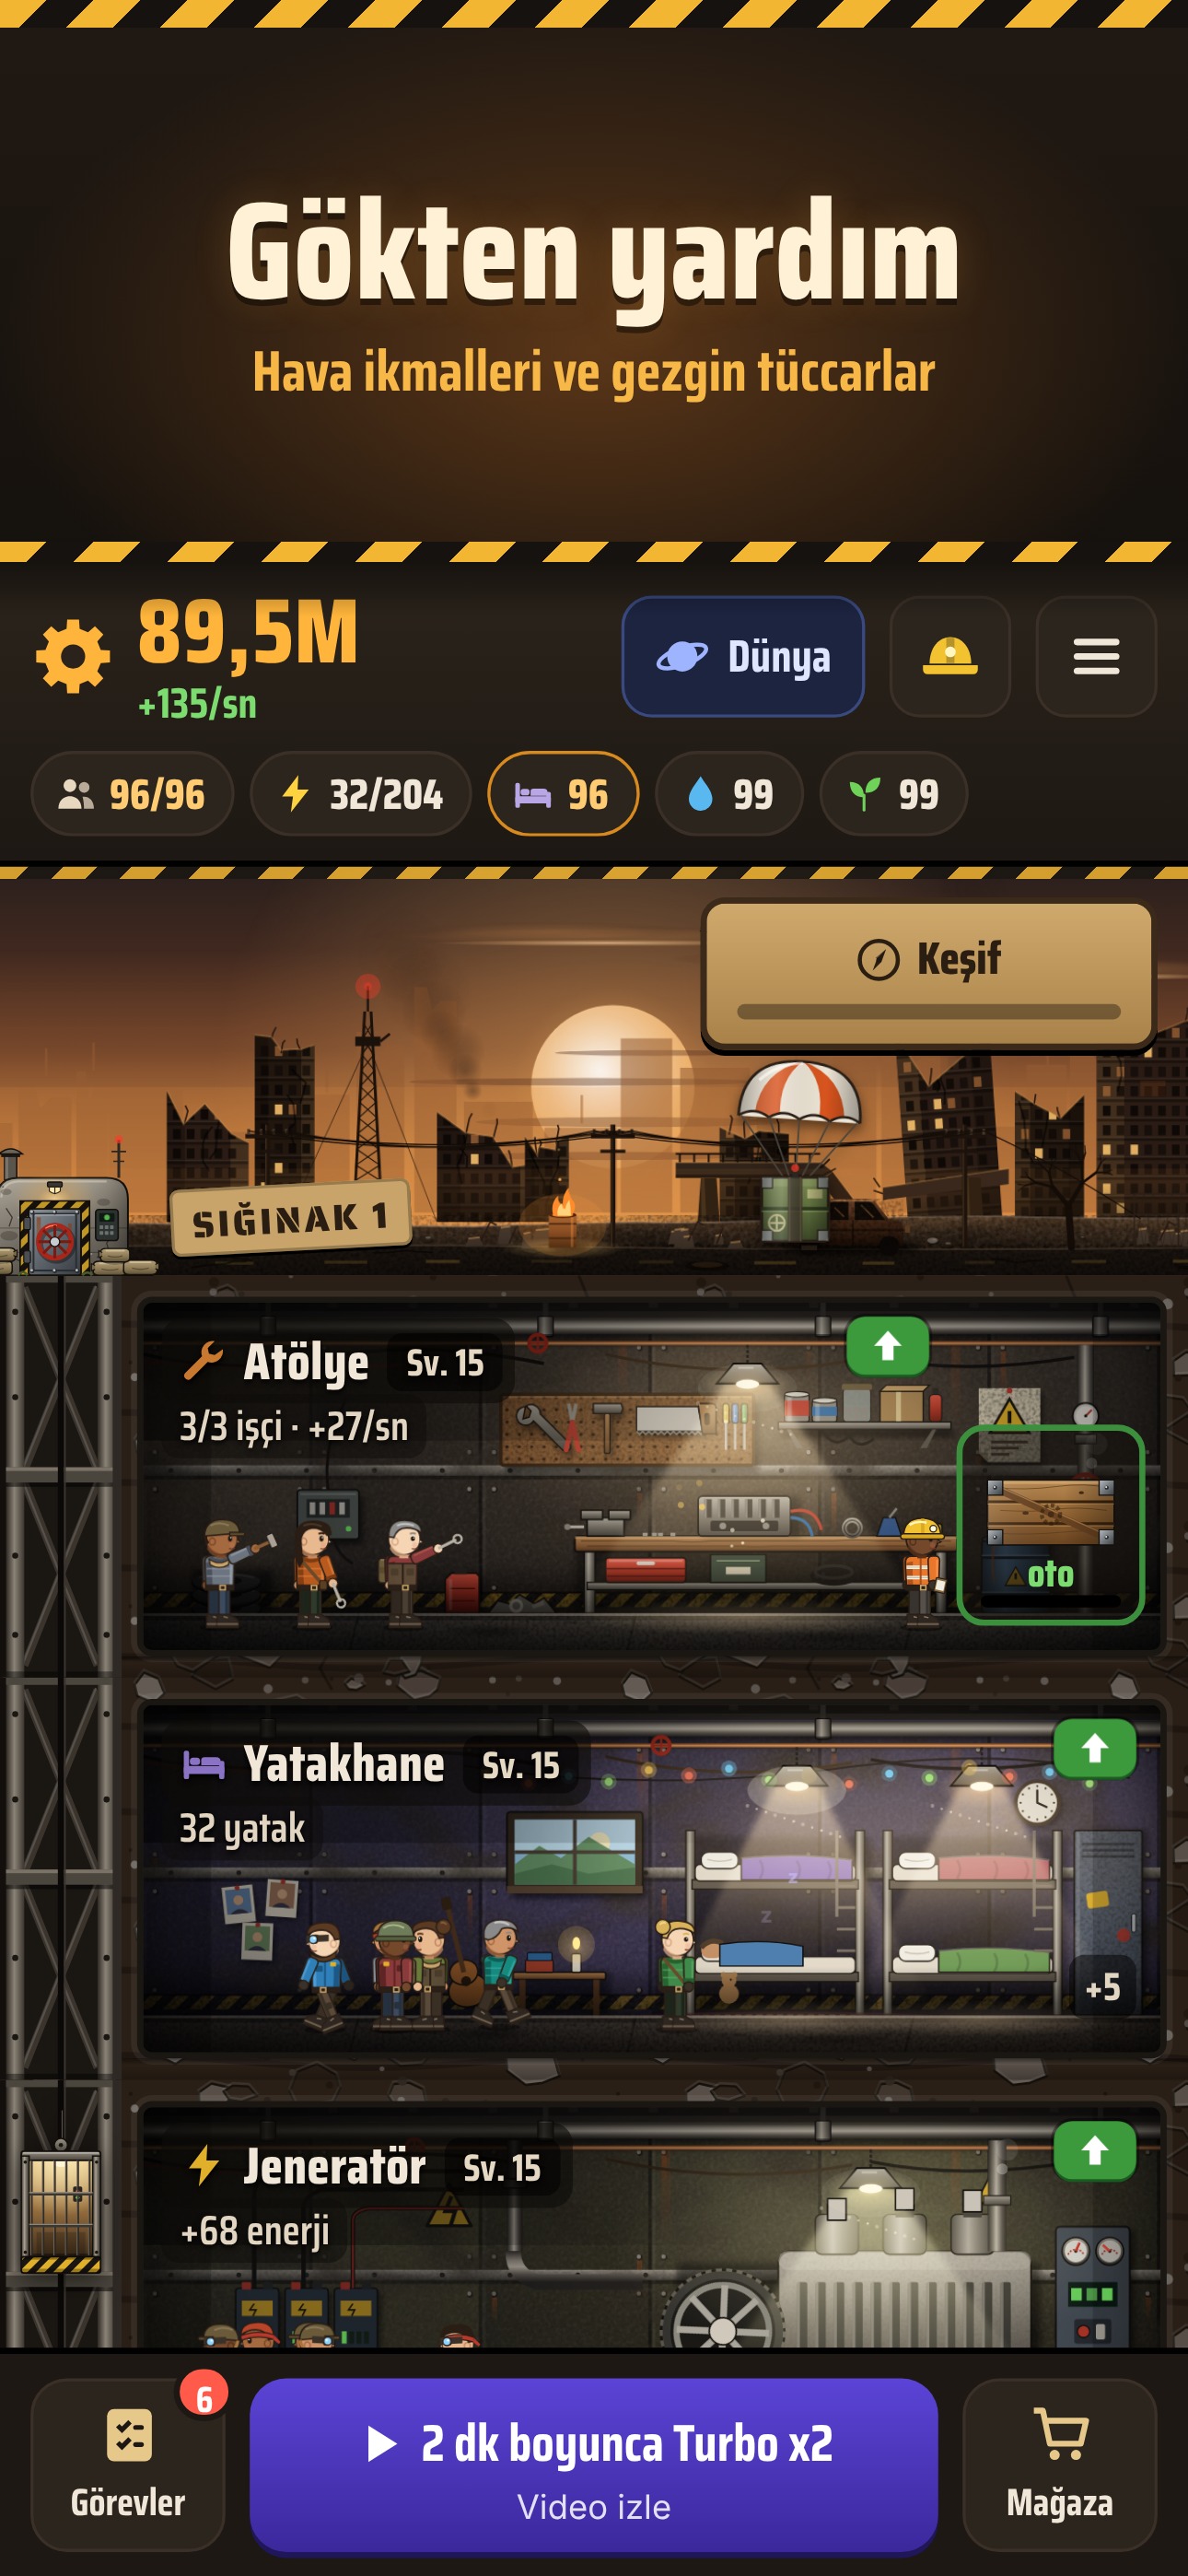 Gökten yardım
Hava ikmalleri ve gezgin tüccarlar
89,5M
+135/sn
Dünya
96/96
32/204
96
99
99
Keşif
SIĞINAK 1
Atölye Sv. 15
3/3 işçi · +27/sn
oto
Yatakhane Sv. 15
32 yatak
z
z
+5
Jeneratör Sv. 15
+68 enerji
6
Görevler
2 dk boyunca Turbo x2
Video izle
Mağaza